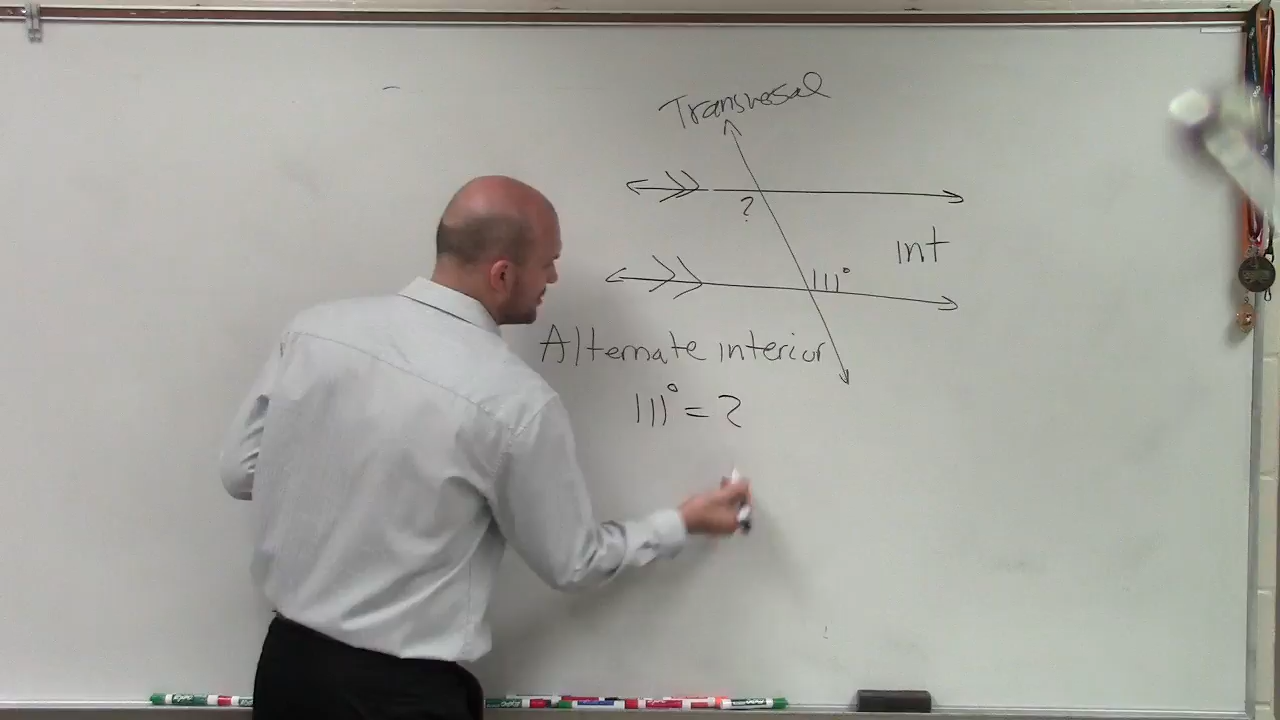 Transversal
?
int
111°
Alternate interior
111° = ?